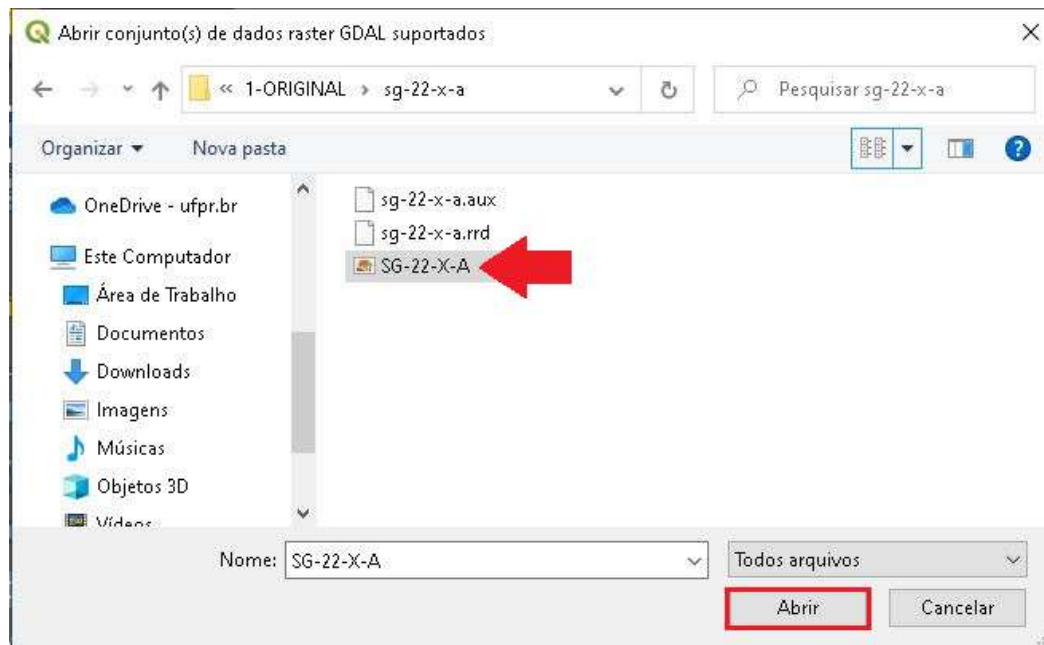 Abrir conjunto(s) de dados raster GDAL suportados
« 1-ORIGINAL › sg-22-x-a
Pesquisar sg-22-x-a
Organizar
Nova pasta
OneDrive - ufpr.br
Este Computador
Área de Trabalho
Documentos
Downloads
Imagens
Músicas
Objetos 3D
Vídeos
sg-22-x-a.aux
sg-22-x-a.rrd
SG-22-X-A
Nome: SG-22-X-A
Todos arquivos
Abrir
Cancelar